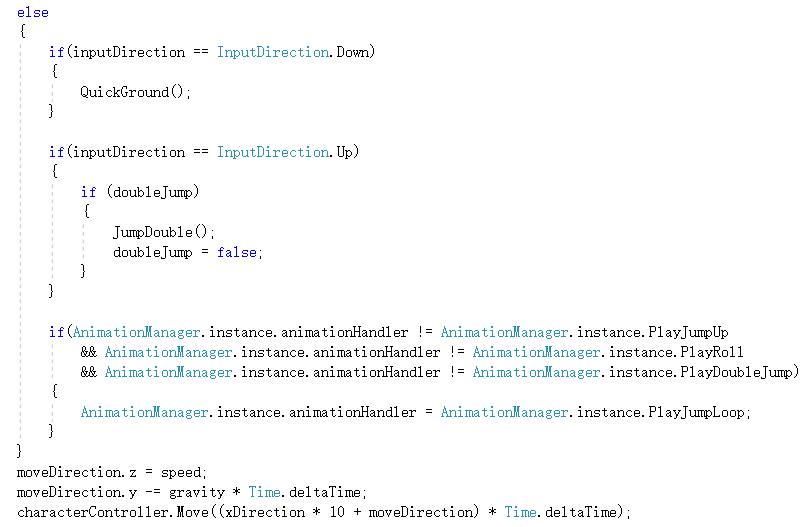 else
{
if(inputDirection == InputDirection.Down)
{
QuickGround();
}
if(inputDirection == InputDirection.Up)
{
if (doubleJump)
{
JumpDouble();
doubleJump = false;
}
}
if(AnimationManager.instance.animationHandler != AnimationManager.instance.PlayJumpUp
&& AnimationManager.instance.animationHandler != AnimationManager.instance.PlayRoll
&& AnimationManager.instance.animationHandler != AnimationManager.instance.PlayDoubleJump)
{
AnimationManager.instance.animationHandler = AnimationManager.instance.PlayJumpLoop;
}
}
moveDirection.z = speed;
moveDirection.y -= gravity * Time.deltaTime;
characterController.Move((xDirection * 10 + moveDirection) * Time.deltaTime);